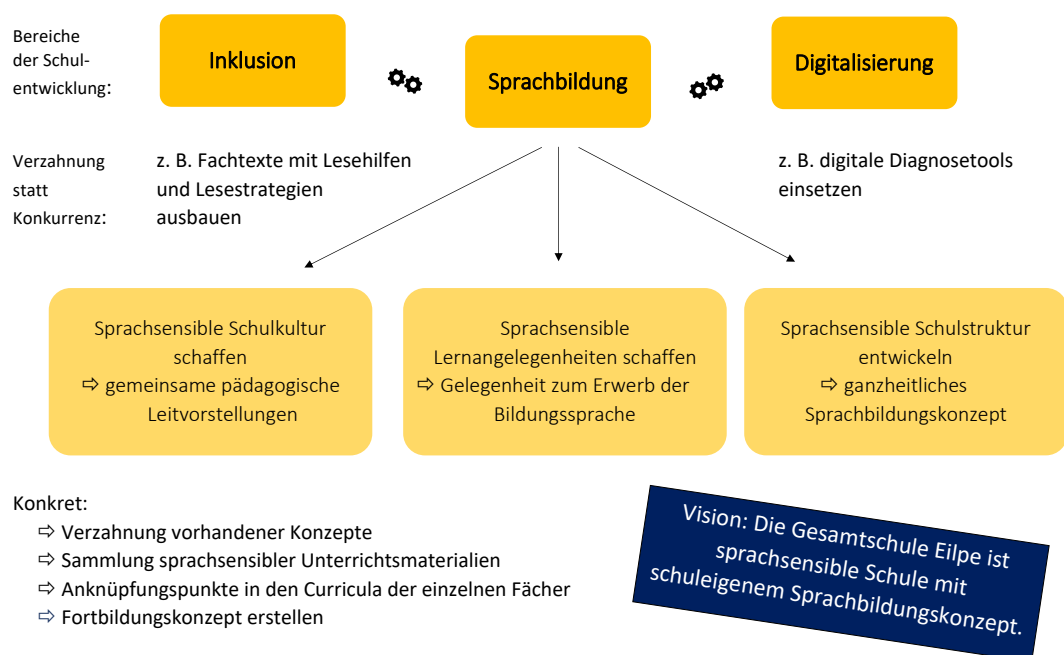 Bereiche
der Schul-
entwicklung:
Inklusion
Sprachbildung
Digitalisierung
Verzahnung
statt
Konkurrenz:
z. B. Fachtexte mit Lesehilfen
und Lesestrategien
ausbauen
z. B. digitale Diagnosetools
einsetzen
Sprachsensible Schulkultur
schaffen
⇨ gemeinsame pädagogische
Leitvorstellungen
Sprachsensible
Lernangelegenheiten schaffen
⇨ Gelegenheit zum Erwerb der
Bildungssprache
Sprachsensible Schulstruktur
entwickeln
⇨ ganzheitliches
Sprachbildungskonzept
Konkret:
⇨ Verzahnung vorhandener Konzepte
⇨ Sammlung sprachsensibler Unterrichtsmaterialien
⇨ Anknüpfungspunkte in den Curricula der einzelnen Fächer
⇨ Fortbildungskonzept erstellen
Vision: Die Gesamtschule Eilpe ist
sprachsensible Schule mit
schuleigenem Sprachbildungskonzept.